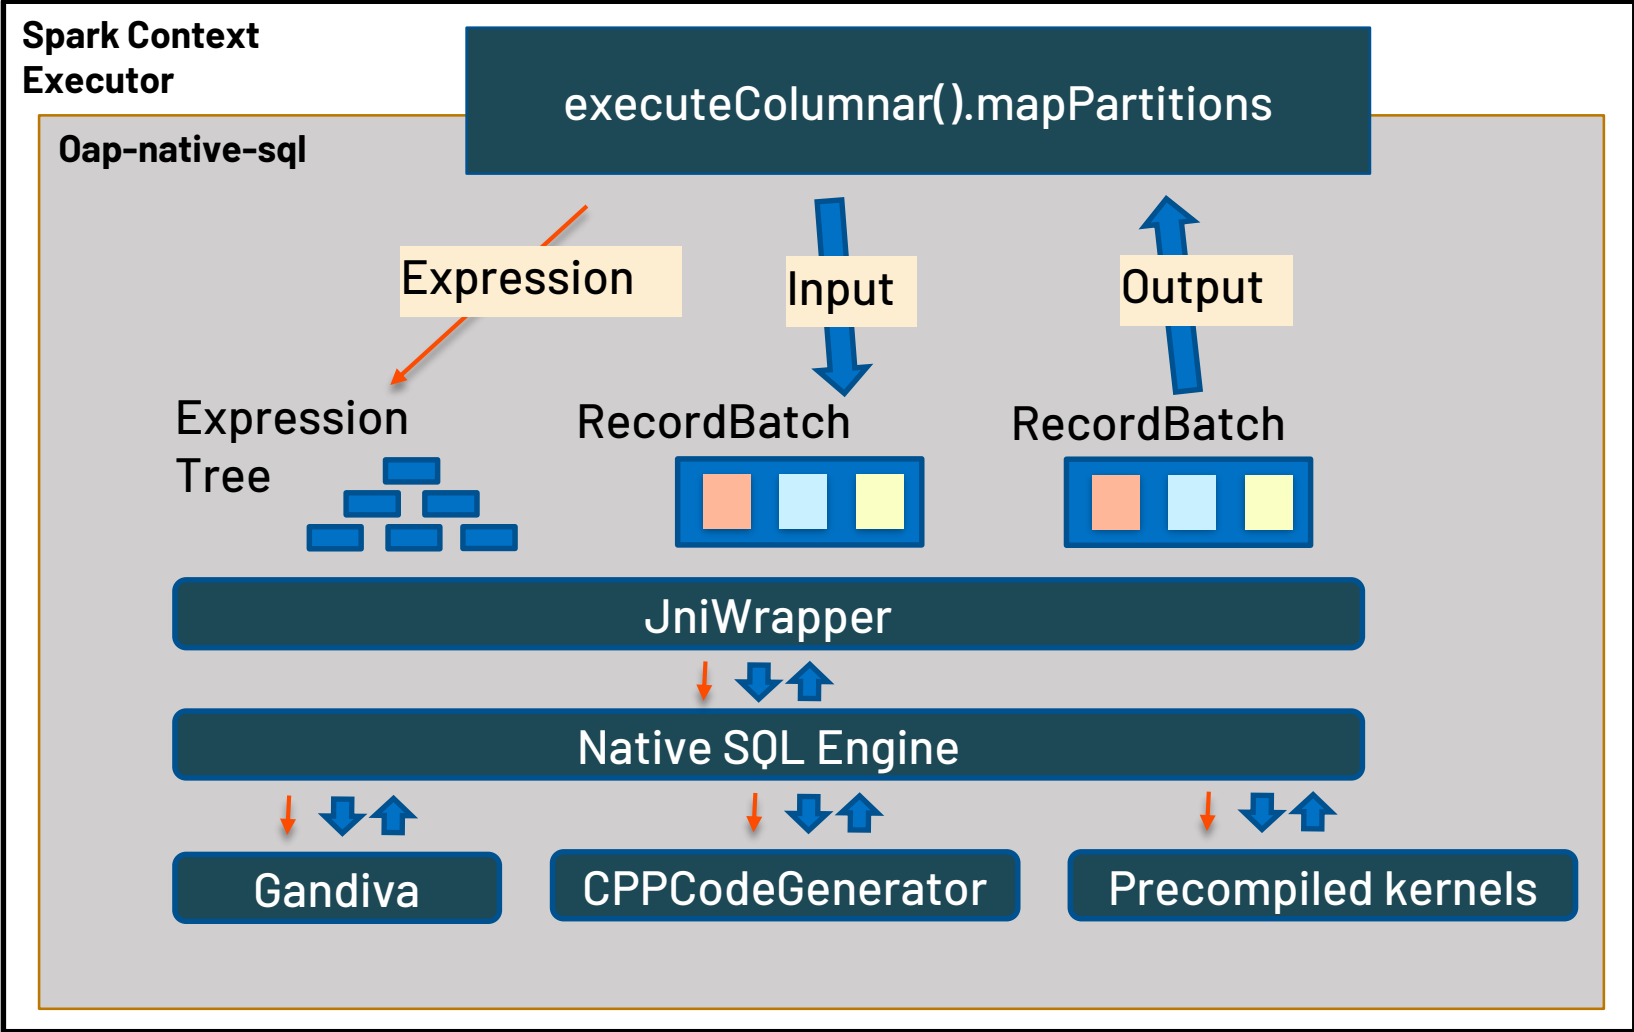 Spark Context
Executor
executeColumnar().mapPartitions
Oap-native-sql
Expression
Input
Output
Expression
Tree
RecordBatch
RecordBatch
JniWrapper
Native SQL Engine
Gandiva
CPPCodeGenerator
Precompiled kernels